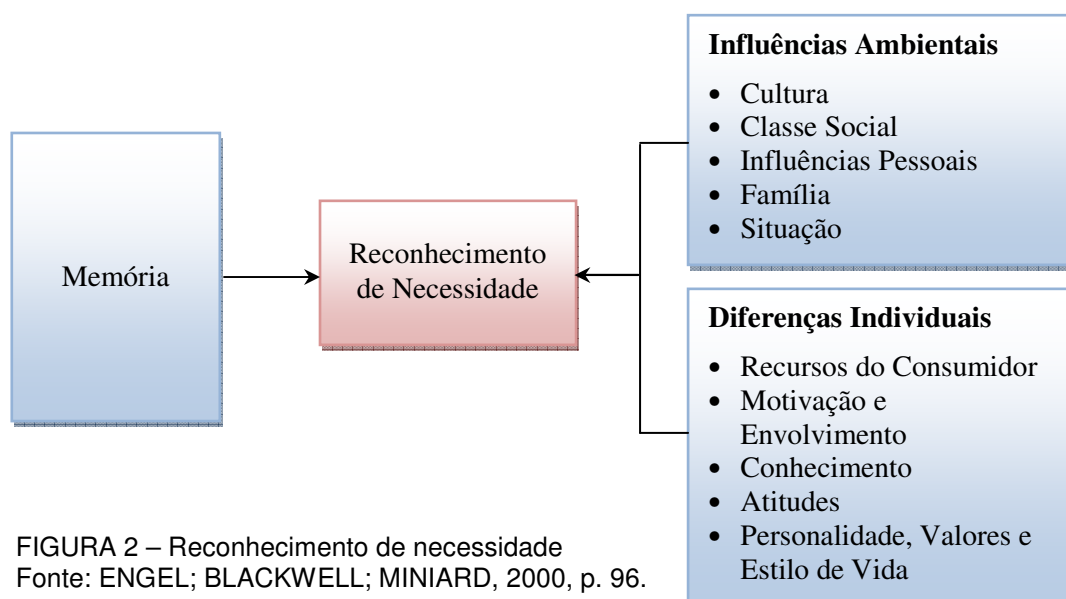 Memória
Reconhecimento
de Necessidade
Influências Ambientais
• Cultura
• Classe Social
• Influências Pessoais
• Família
• Situação
Diferenças Individuais
• Recursos do Consumidor
• Motivação e
Envolvimento
• Conhecimento
• Atitudes
• Personalidade, Valores e
Estilo de Vida
FIGURA 2 – Reconhecimento de necessidade
Fonte: ENGEL; BLACKWELL; MINIARD, 2000, p. 96.